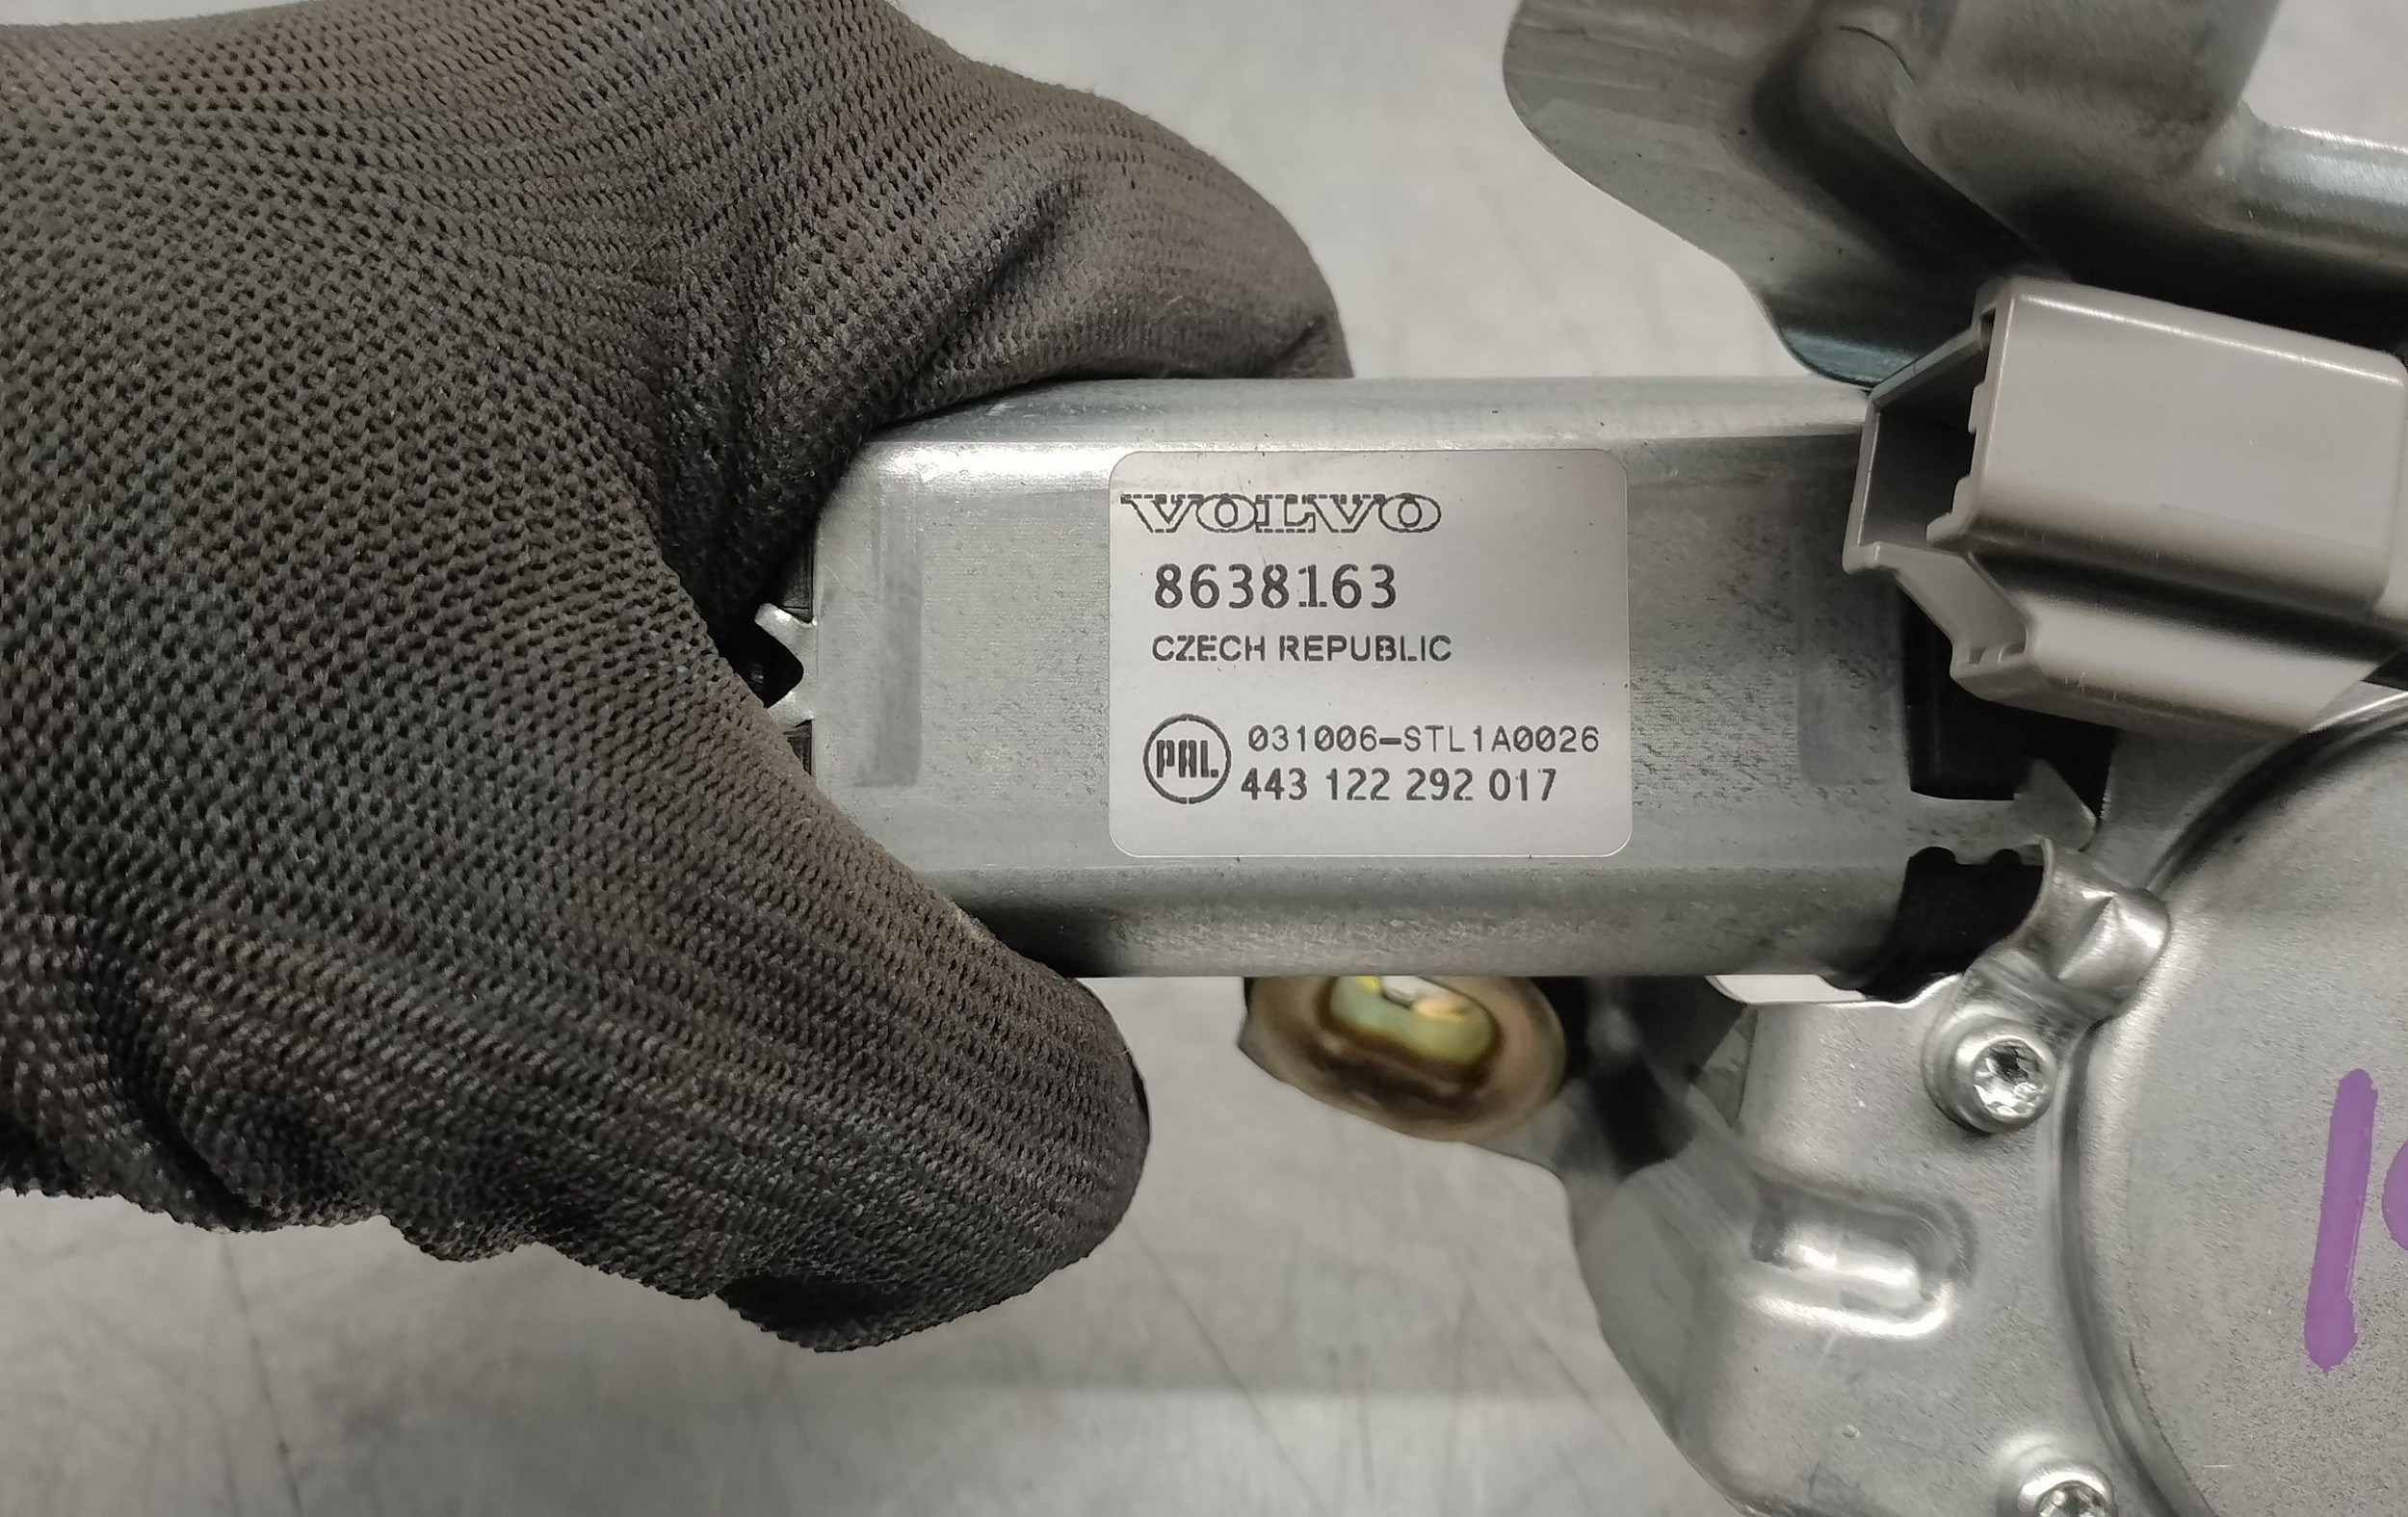 VOLVO
8638163
CZECH REPUBLIC
PAL
031006-STL1A0026
443 122 292 017